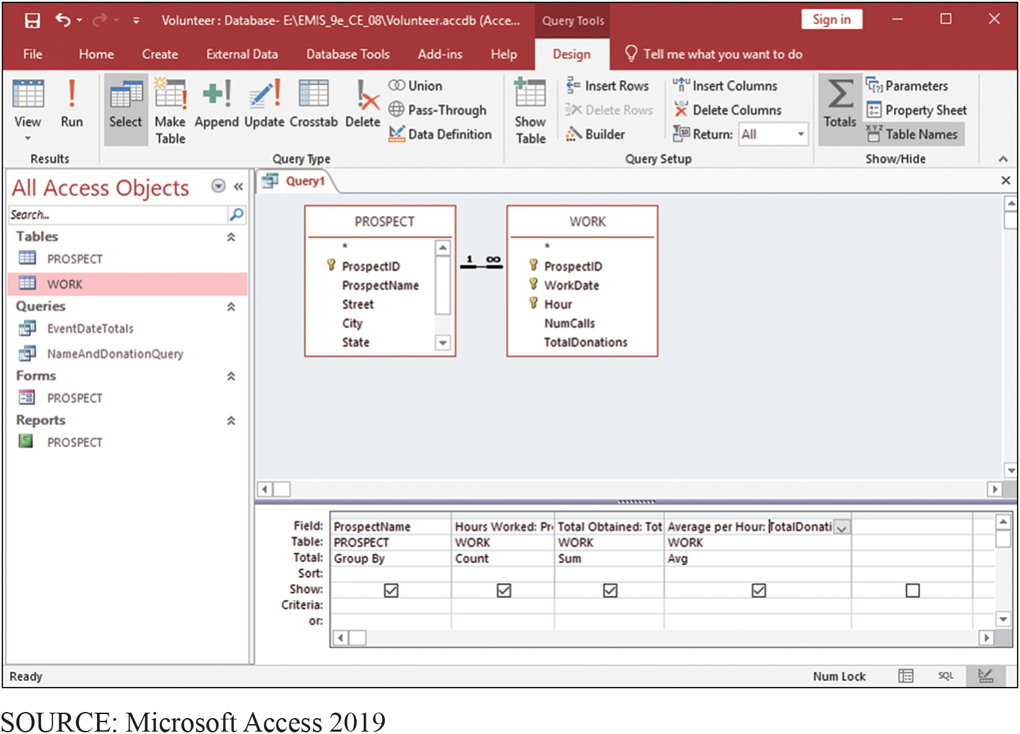 Volunteer : Database- E:\EMIS_9e_CE_08\Volunteer.accdb (Acce...
Query Tools
Sign in
File Home Create External Data Database Tools Add-ins Help Design Tell me what you want to do
View
Run
Select
Make Table
Append
Update
Crosstab
Delete
Union
Pass-Through
Data Definition
Show Table
Insert Rows
Delete Rows
Builder
Insert Columns
Delete Columns
Return: All
Totals
Parameters
Property Sheet
XYZ Table Names
Results
Query Type
Query Setup
Show/Hide
All Access Objects
Search...
Tables
PROSPECT
WORK
Queries
EventDateTotals
NameAndDonationQuery
Forms
PROSPECT
Reports
PROSPECT
Query1
PROSPECT
*
ProspectID
ProspectName
Street
City
State
1 ∞
WORK
*
ProspectID
WorkDate
Hour
NumCalls
TotalDonations
Field: ProspectName Hours Worked: Pr Total Obtained: Tot Average per Hour: TotalDonati
Table: PROSPECT WORK WORK WORK
Total: Group By Count Sum Avg
Sort:
Show:
Criteria:
or:
Ready
Num Lock
SQL
SOURCE: Microsoft Access 2019